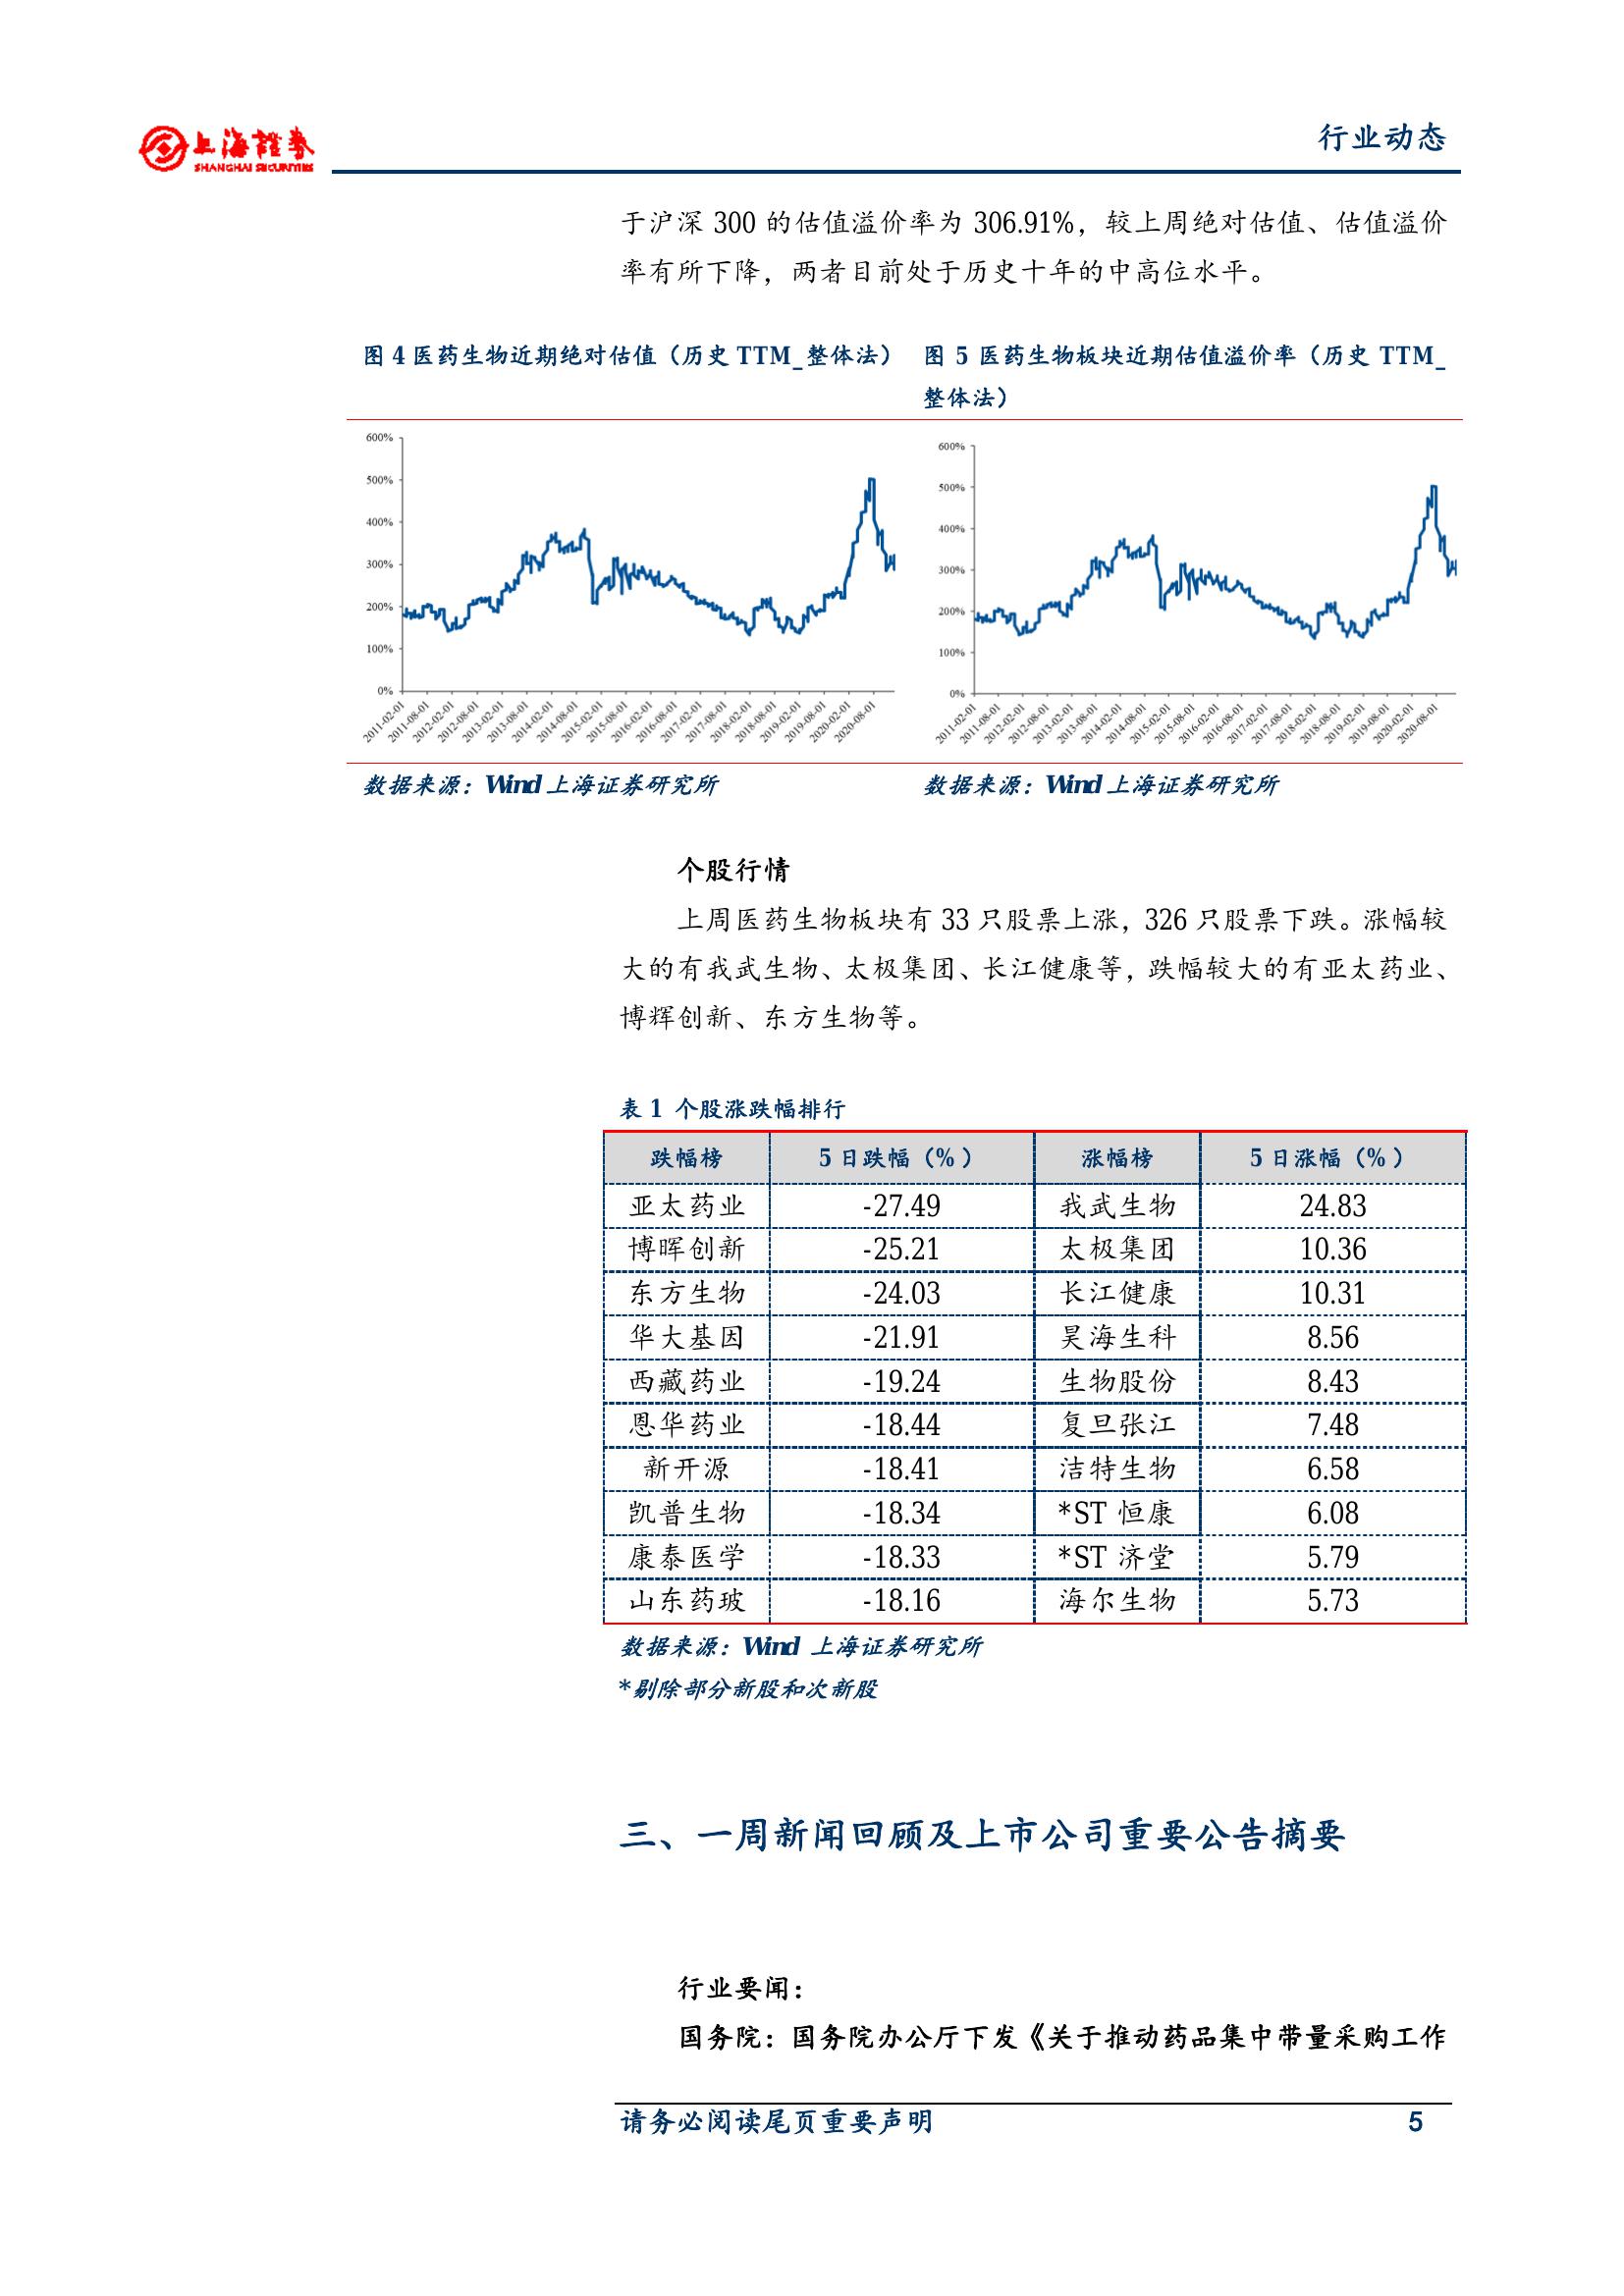 上海證券
SHANGHAI SECURITIES
行业动态
于沪深 300 的估值溢价率为 306.91%，较上周绝对估值、估值溢价
率有所下降，两者目前处于历史十年的中高位水平。
图 4 医药生物近期绝对估值（历史 TTM_整体法）
图 5 医药生物板块近期估值溢价率（历史 TTM_
整体法）
600%
500%
400%
300%
200%
100%
0%
2011-02-01
2011-08-01
2012-02-01
2012-08-01
2013-02-01
2013-08-01
2014-02-01
2014-08-01
2015-02-01
2015-08-01
2016-02-01
2016-08-01
2017-02-01
2017-08-01
2018-02-01
2018-08-01
2019-02-01
2019-08-01
2020-02-01
2020-08-01
600%
500%
400%
300%
200%
100%
0%
2011-02-01
2011-08-01
2012-02-01
2012-08-01
2013-02-01
2013-08-01
2014-02-01
2014-08-01
2015-02-01
2015-08-01
2016-02-01
2016-08-01
2017-02-01
2017-08-01
2018-02-01
2018-08-01
2019-02-01
2019-08-01
2020-02-01
2020-08-01
数据来源：Wind 上海证券研究所
数据来源：Wind 上海证券研究所
个股行情
上周医药生物板块有 33 只股票上涨，326 只股票下跌。涨幅较
大的有我武生物、太极集团、长江健康等，跌幅较大的有亚太药业、
博辉创新、东方生物等。
表 1 个股涨跌幅排行
跌幅榜 5 日跌幅（%） 涨幅榜 5 日涨幅（%）
亚太药业 -27.49 我武生物 24.83
博晖创新 -25.21 太极集团 10.36
东方生物 -24.03 长江健康 10.31
华大基因 -21.91 昊海生科 8.56
西藏药业 -19.24 生物股份 8.43
恩华药业 -18.44 复旦张江 7.48
新开源 -18.41 洁特生物 6.58
凯普生物 -18.34 *ST 恒康 6.08
康泰医学 -18.33 *ST 济堂 5.79
山东药玻 -18.16 海尔生物 5.73
数据来源：Wind 上海证券研究所
*剔除部分新股和次新股
三、一周新闻回顾及上市公司重要公告摘要
行业要闻：
国务院：国务院办公厅下发《关于推动药品集中带量采购工作
请务必阅读尾页重要声明 5